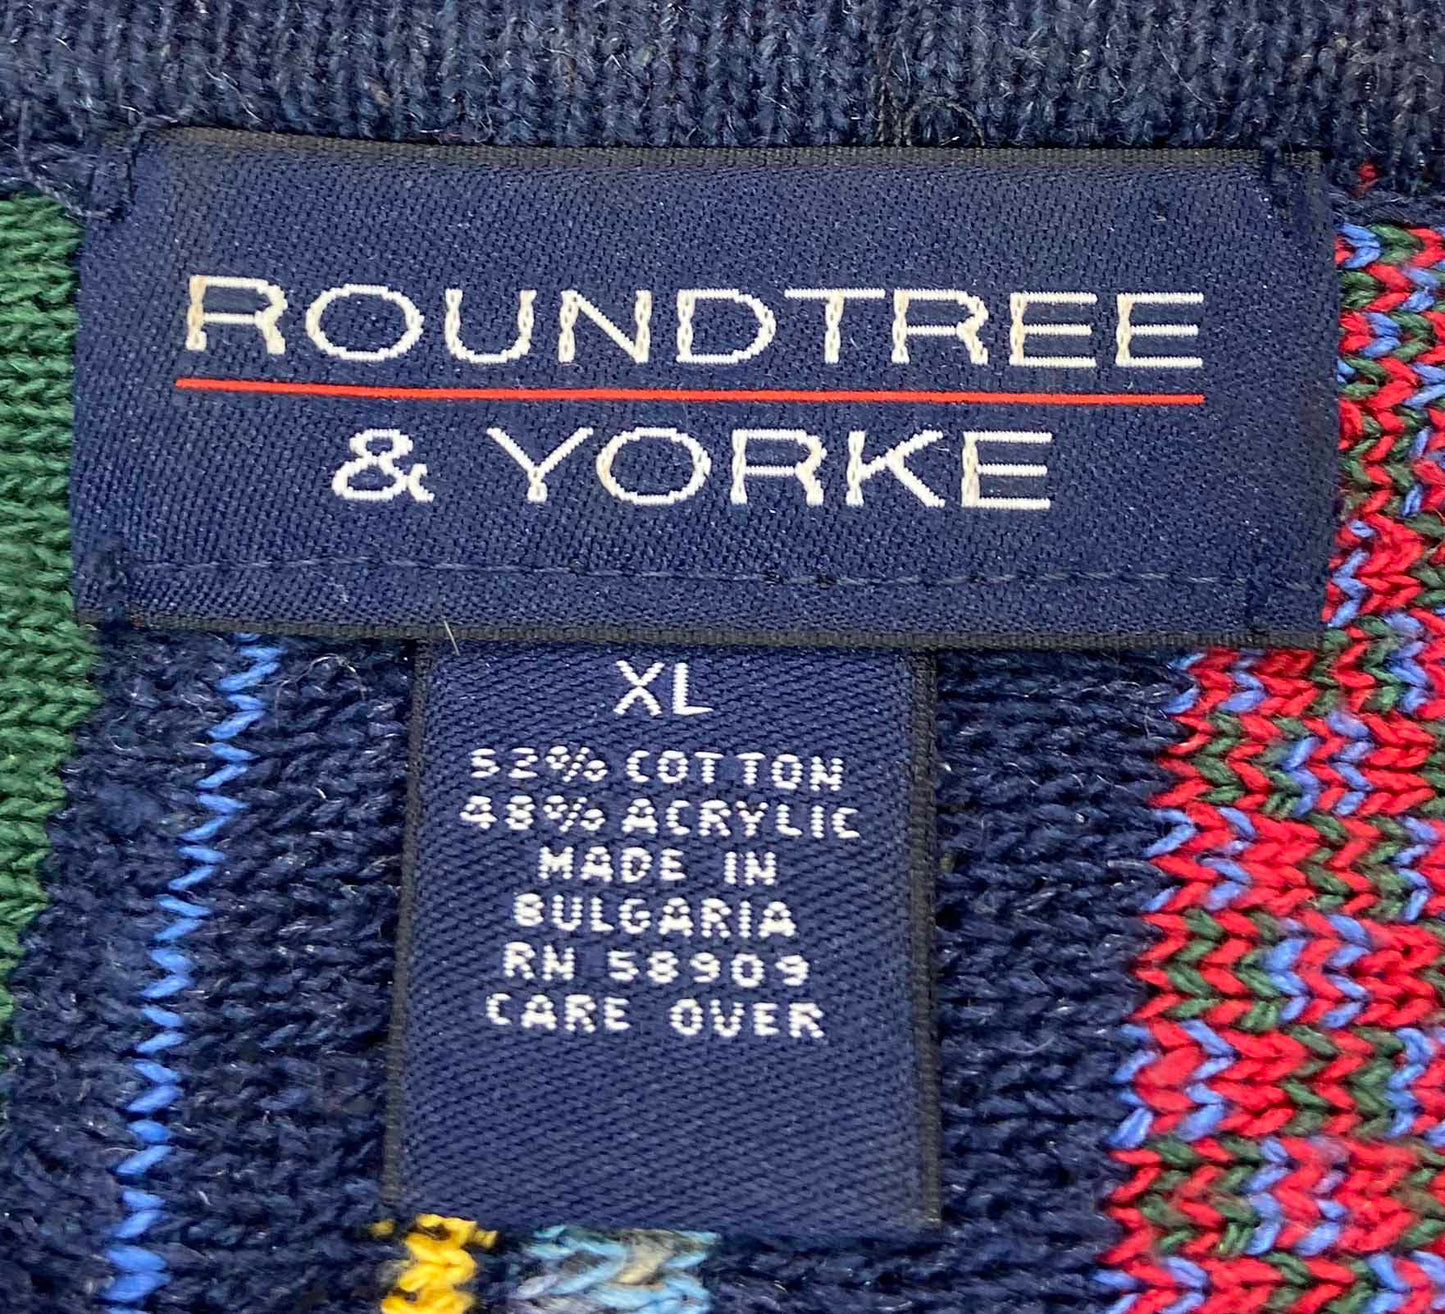 ROUNDTREE
& YORKE
XL
52% COTTON
48% ACRYLIC
MADE IN
BULGARIA
RN 58909
CARE OVER